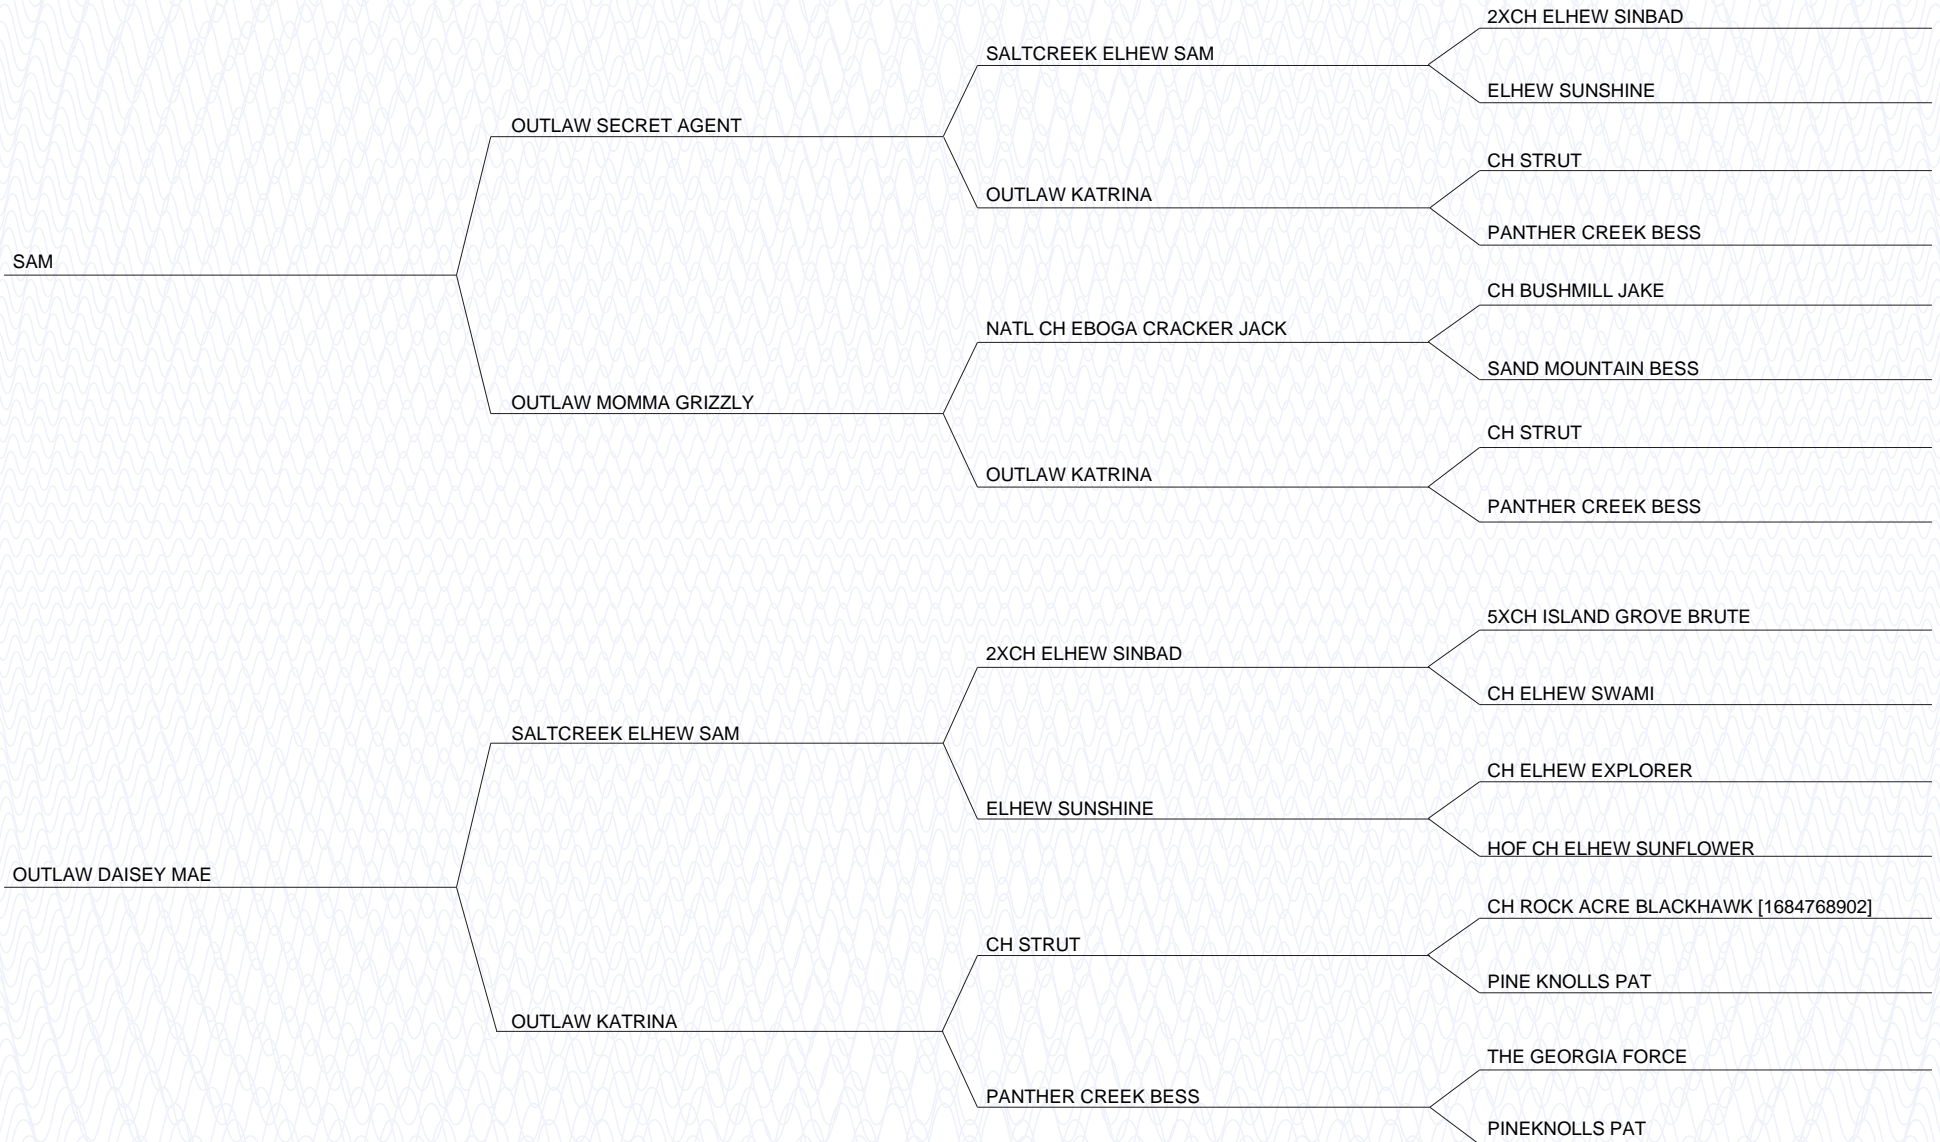 2XCH ELHEW SINBAD
SALTCREEK ELHEW SAM
ELHEW SUNSHINE
OUTLAW SECRET AGENT
CH STRUT
OUTLAW KATRINA
PANTHER CREEK BESS
SAM
CH BUSHMILL JAKE
NATL CH EBOGA CRACKER JACK
SAND MOUNTAIN BESS
OUTLAW MOMMA GRIZZLY
CH STRUT
OUTLAW KATRINA
PANTHER CREEK BESS
5XCH ISLAND GROVE BRUTE
2XCH ELHEW SINBAD
CH ELHEW SWAMI
SALTCREEK ELHEW SAM
CH ELHEW EXPLORER
ELHEW SUNSHINE
HOF CH ELHEW SUNFLOWER
OUTLAW DAISEY MAE
CH ROCK ACRE BLACKHAWK [1684768902]
CH STRUT
PINE KNOLLS PAT
OUTLAW KATRINA
THE GEORGIA FORCE
PANTHER CREEK BESS
PINEKNOLLS PAT